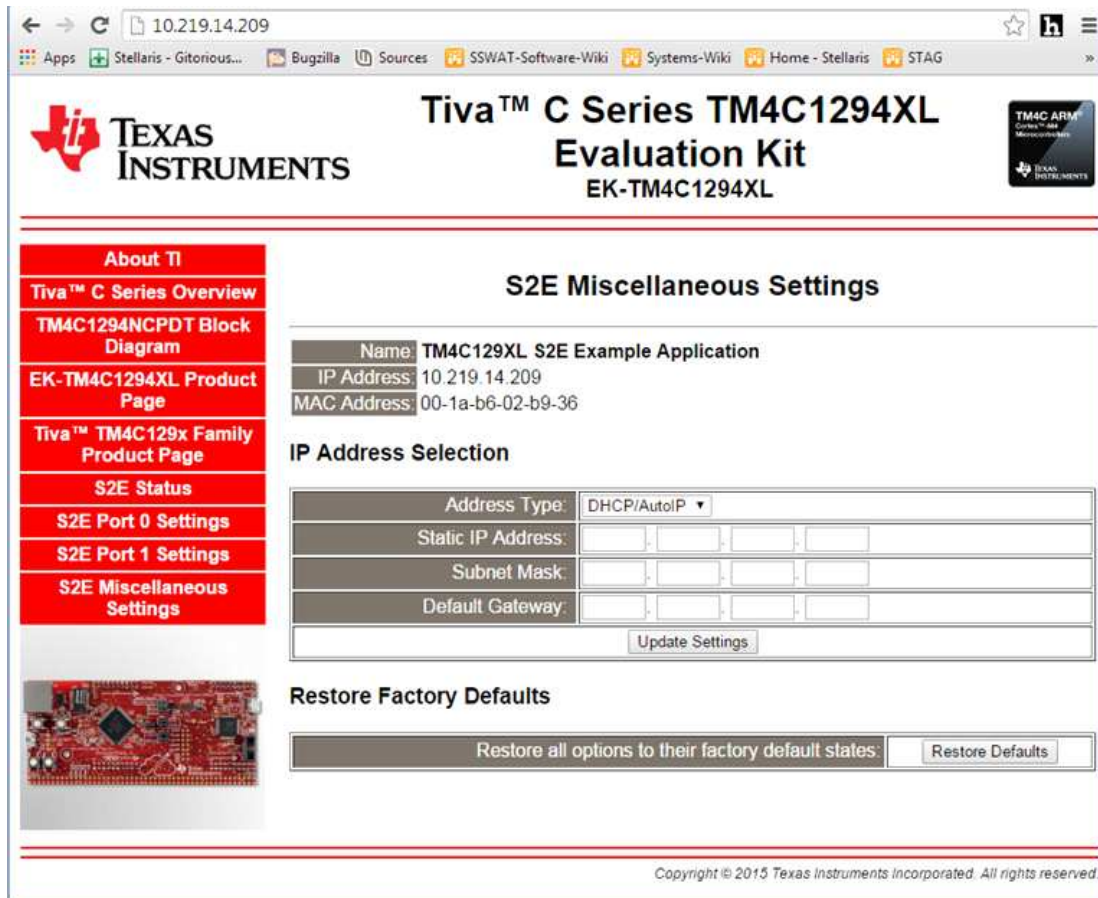 10.219.14.209
Apps Stellaris - Gitorious... Bugzilla Sources SSWAT-Software-Wiki Systems-Wiki Home - Stellaris STAG »
TEXAS
INSTRUMENTS
Tiva™ C Series TM4C1294XL
Evaluation Kit
EK-TM4C1294XL
TM4C ARM®
Cortex™-M4
Microcontrollers
TEXAS
INSTRUMENTS
About TI
Tiva™ C Series Overview
TM4C1294NCPDT Block
Diagram
EK-TM4C1294XL Product
Page
Tiva™ TM4C129x Family
Product Page
S2E Status
S2E Port 0 Settings
S2E Port 1 Settings
S2E Miscellaneous
Settings
S2E Miscellaneous Settings
Name: TM4C129XL S2E Example Application
IP Address: 10.219.14.209
MAC Address: 00-1a-b6-02-b9-36
IP Address Selection
Address Type: DHCP/AutoIP
Static IP Address: . . .
Subnet Mask: . . .
Default Gateway: . . .
Update Settings
Restore Factory Defaults
Restore all options to their factory default states: Restore Defaults
Copyright © 2015 Texas Instruments Incorporated. All rights reserved.